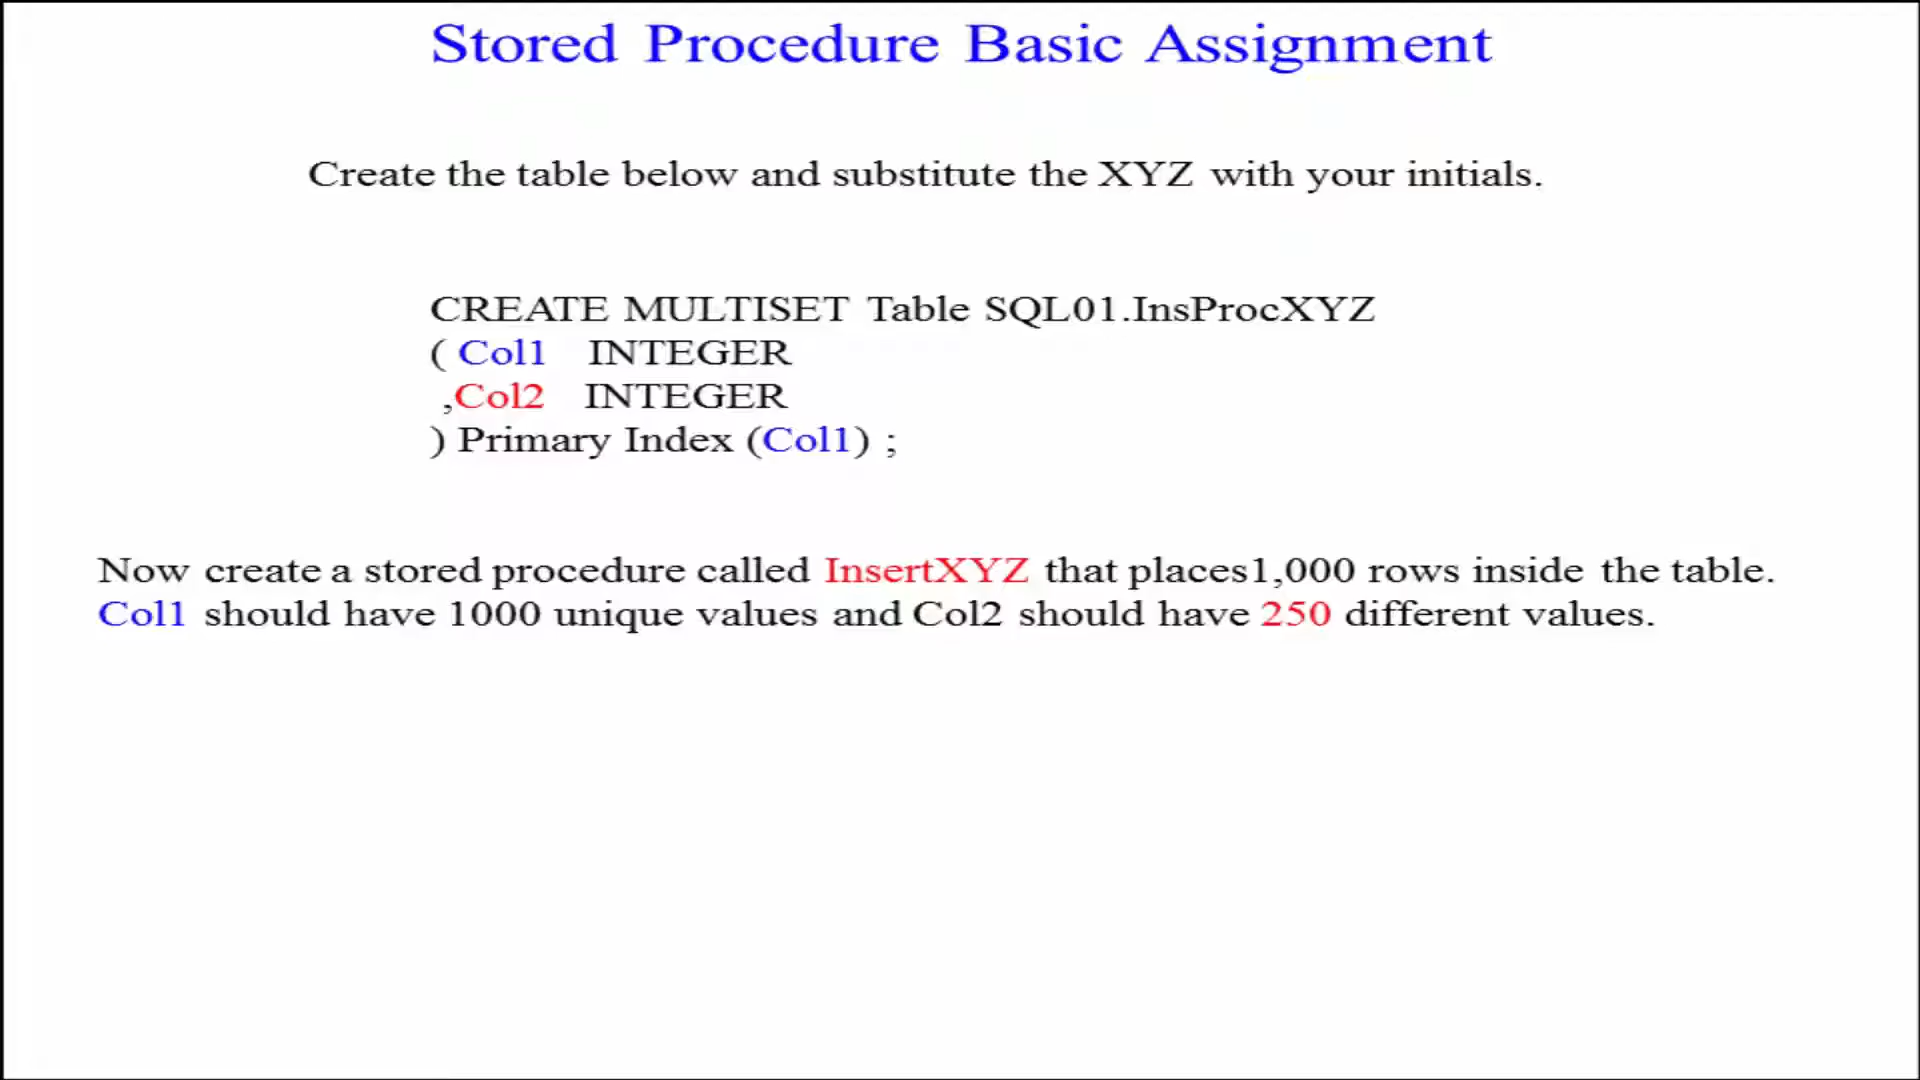 Stored Procedure Basic Assignment
Create the table below and substitute the XYZ with your initials.
CREATE MULTISET Table SQL01.InsProcXYZ
( Col1 INTEGER
,Col2 INTEGER
) Primary Index (Col1) ;
Now create a stored procedure called InsertXYZ that places1,000 rows inside the table.
Col1 should have 1000 unique values and Col2 should have 250 different values.